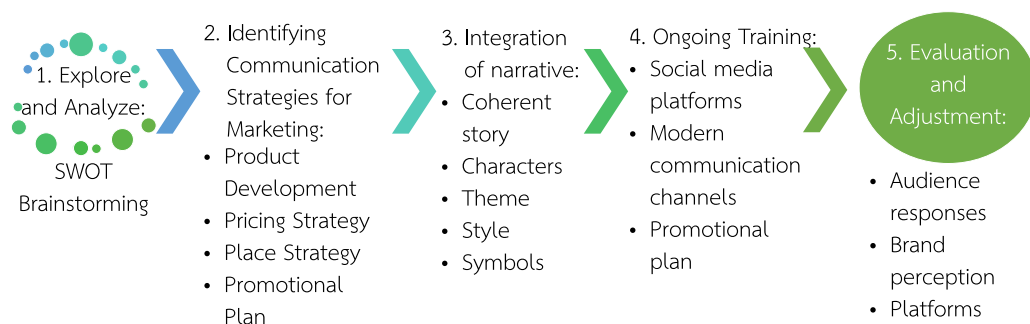 1. Explore
and Analyze:
SWOT
Brainstorming
2. Identifying
Communication
Strategies for
Marketing:
• Product
Development
• Pricing Strategy
• Place Strategy
• Promotional
Plan
3. Integration
of narrative:
• Coherent
story
• Characters
• Theme
• Style
• Symbols
4. Ongoing Training:
• Social media
platforms
• Modern
communication
channels
• Promotional
plan
5. Evaluation
and
Adjustment:
• Audience
responses
• Brand
perception
• Platforms